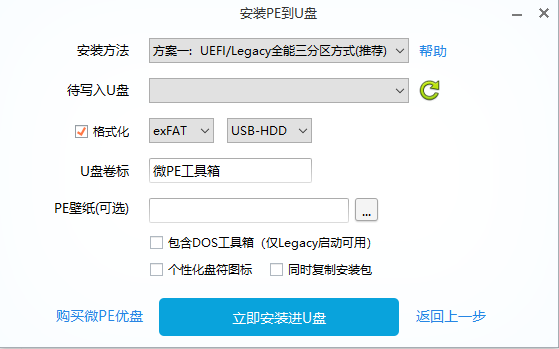 安装PE到U盘
安装方法 方案一：UEFI/Legacy全能三分区方式(推荐) 帮助
待写入U盘
格式化 exFAT USB-HDD
U盘卷标 微PE工具箱
PE壁纸(可选) ...
包含DOS工具箱（仅Legacy启动可用）
个性化盘符图标 同时复制安装包
购买微PE优盘 立即安装进U盘 返回上一步